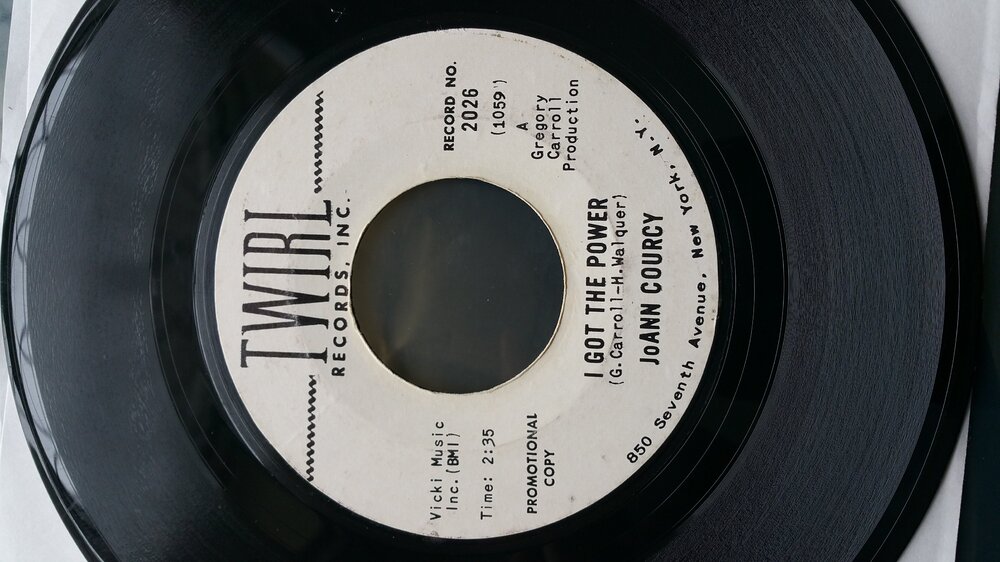 TWIRL
RECORDS, INC.
Vicki Music
Inc.(BMI)
Time: 2:35
PROMOTIONAL
COPY
RECORD NO.
2026
(1059')
A
Gregory
Carroll
Production
I GOT THE POWER
(G.Carroll-H.Walquer)
JoANN COURCY
850 Seventh Avenue, New York, N.Y.